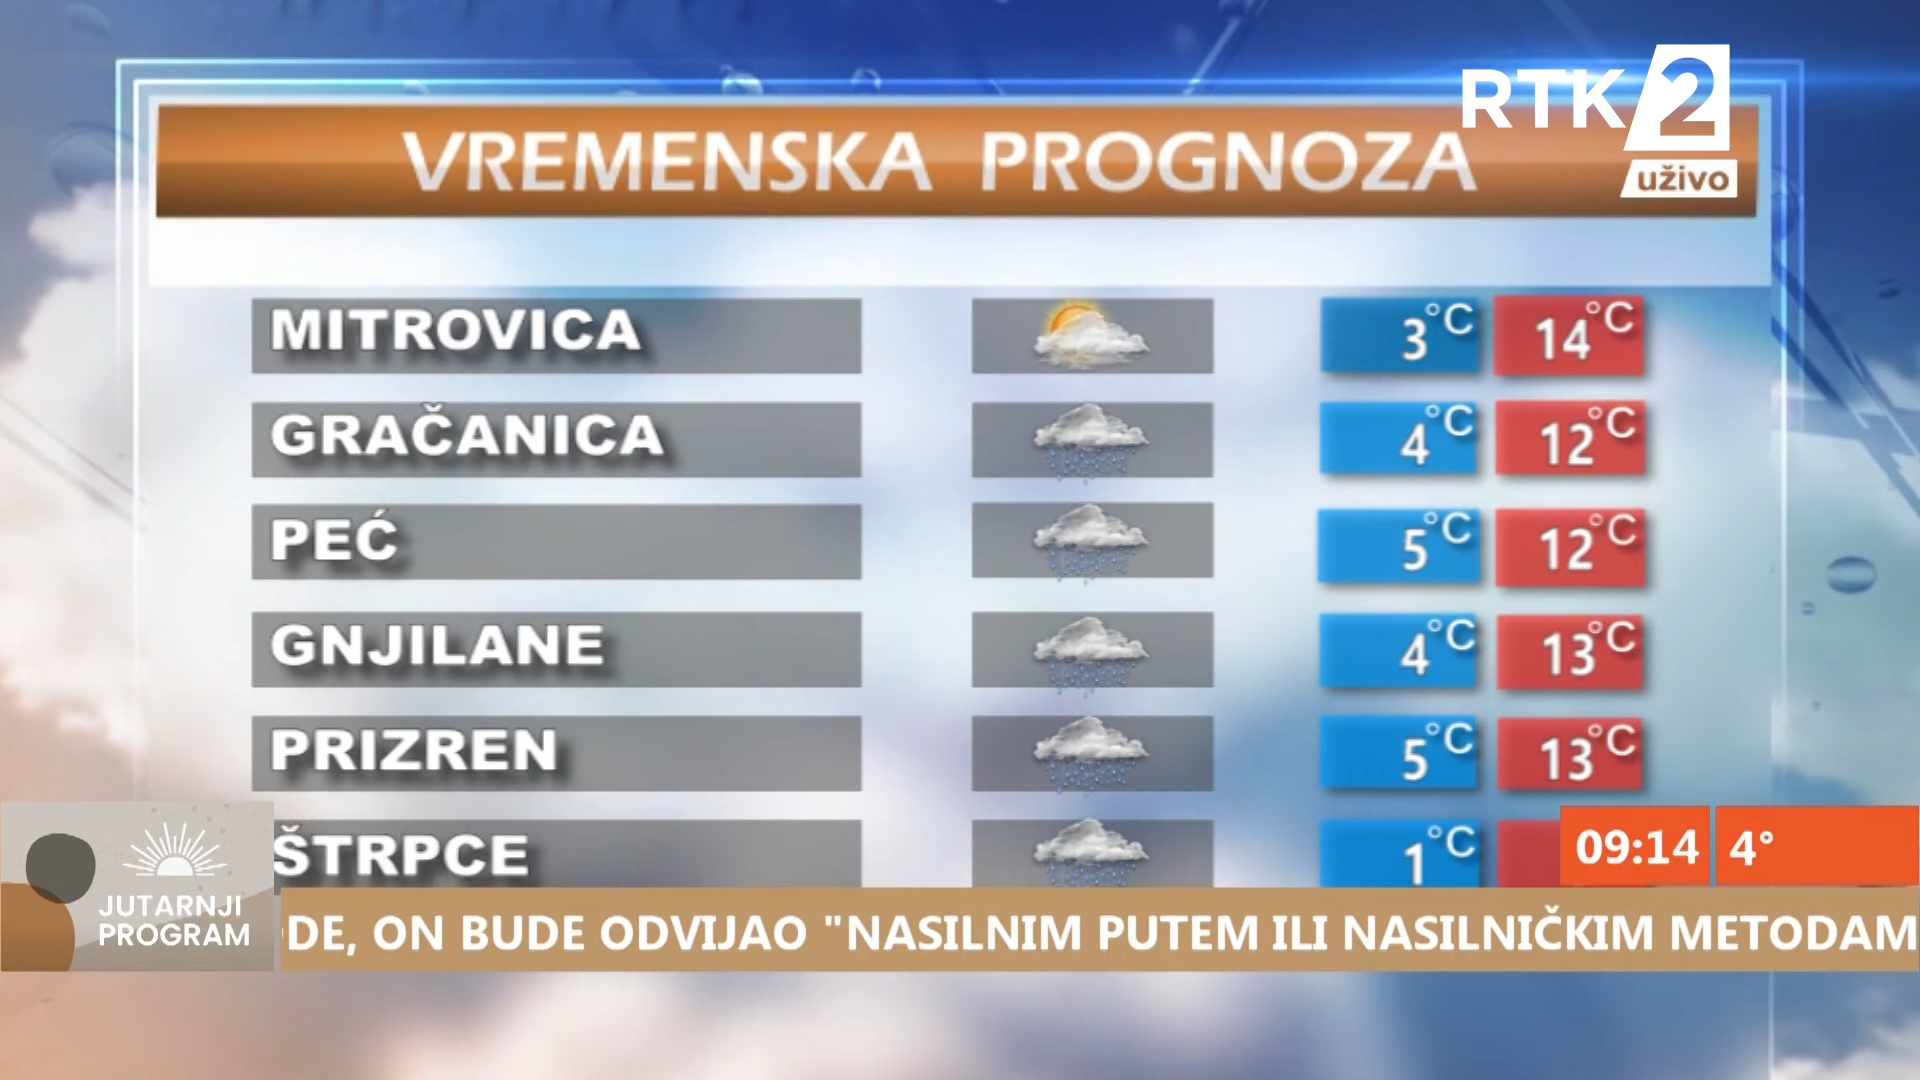 RTK 2
uživo
VREMENSKA PROGNOZA
MITROVICA 3°C 14°C
GRAČANICA 4°C 12°C
PEĆ 5°C 12°C
GNJILANE 4°C 13°C
PRIZREN 5°C 13°C
ŠTRPCE 1°C
09:14 4°
JUTARNJI
PROGRAM
DE, ON BUDE ODVIJAO "NASILNIM PUTEM ILI NASILNIČKIM METODAM